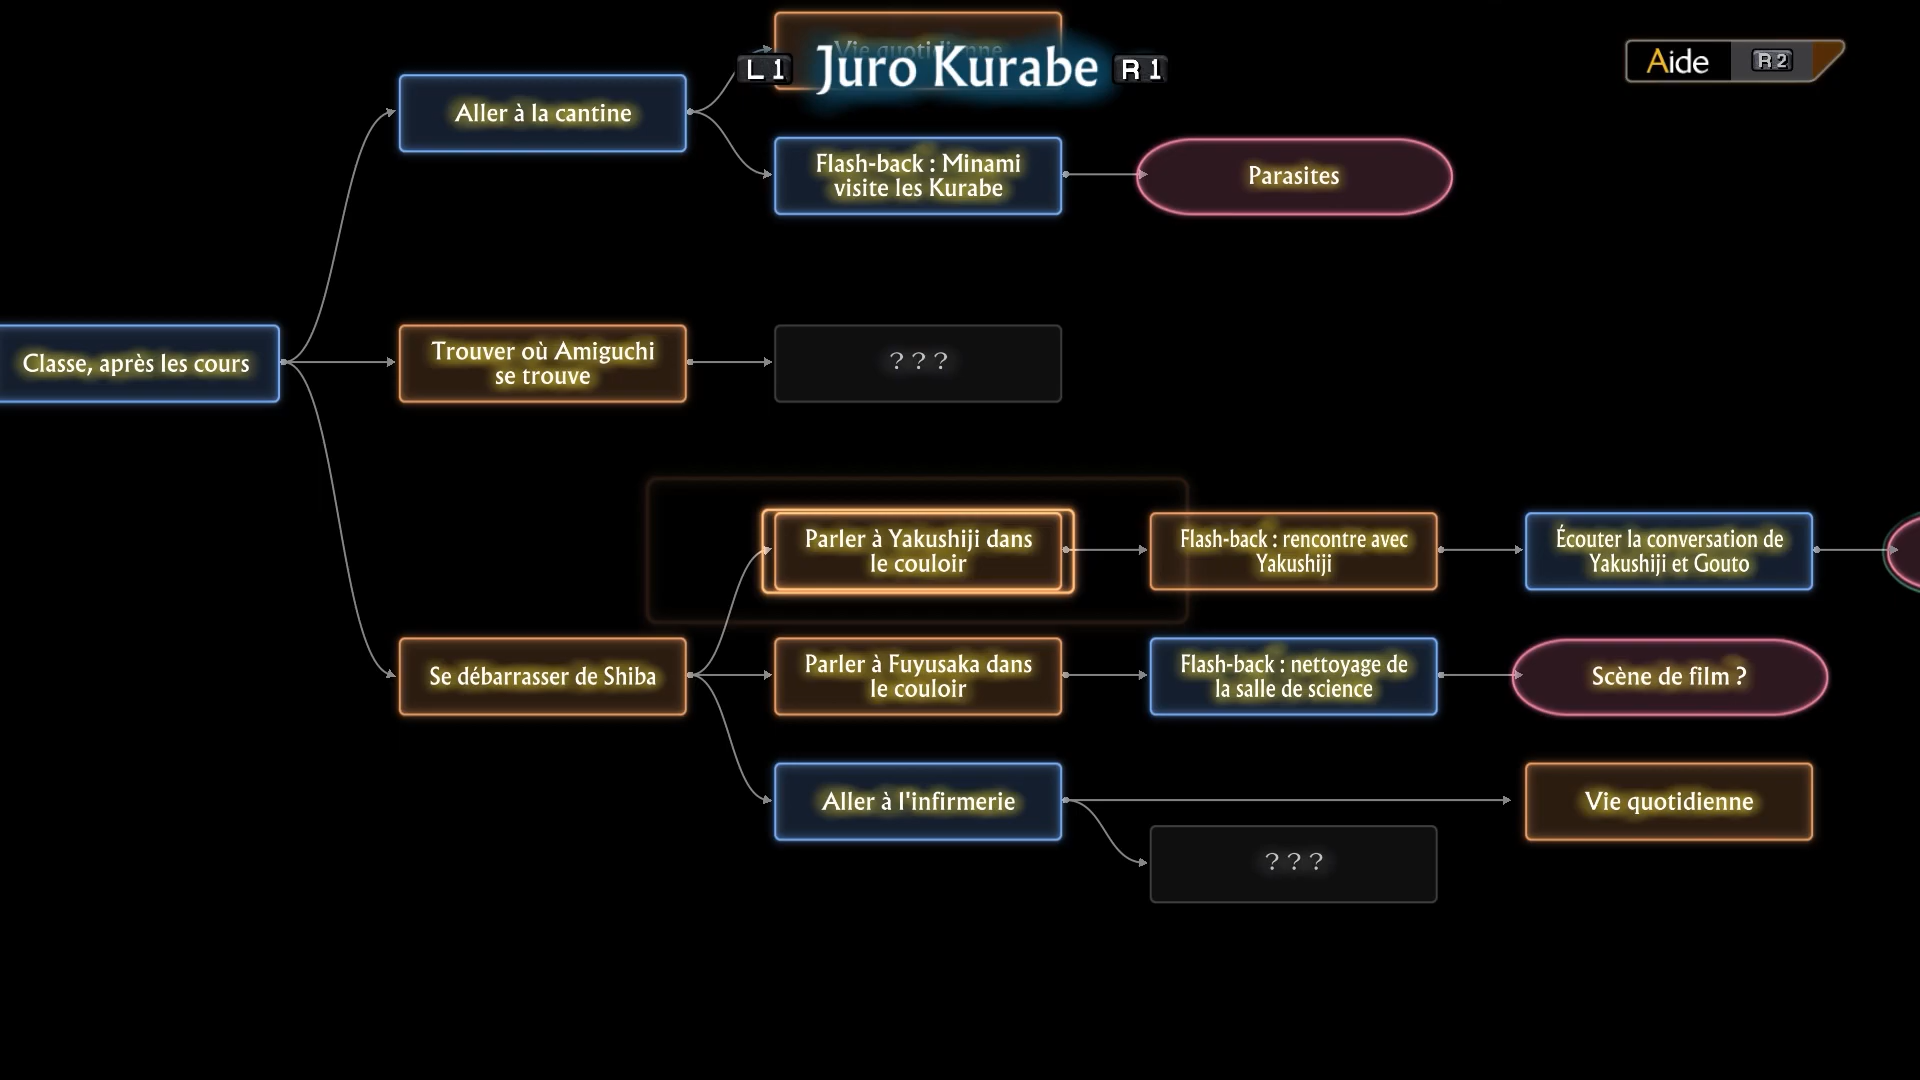 Vie quotidienne
L1 Juro Kurabe R1
Aide R2
Aller à la cantine
Flash-back : Minami
visite les Kurabe
Parasites
Classe, après les cours
Trouver où Amiguchi
se trouve
? ? ?
Parler à Yakushiji dans
le couloir
Flash-back : rencontre avec
Yakushiji
Écouter la conversation de
Yakushiji et Gouto
Se débarrasser de Shiba
Parler à Fuyusaka dans
le couloir
Flash-back : nettoyage de
la salle de science
Scène de film ?
Aller à l'infirmerie
Vie quotidienne
? ? ?